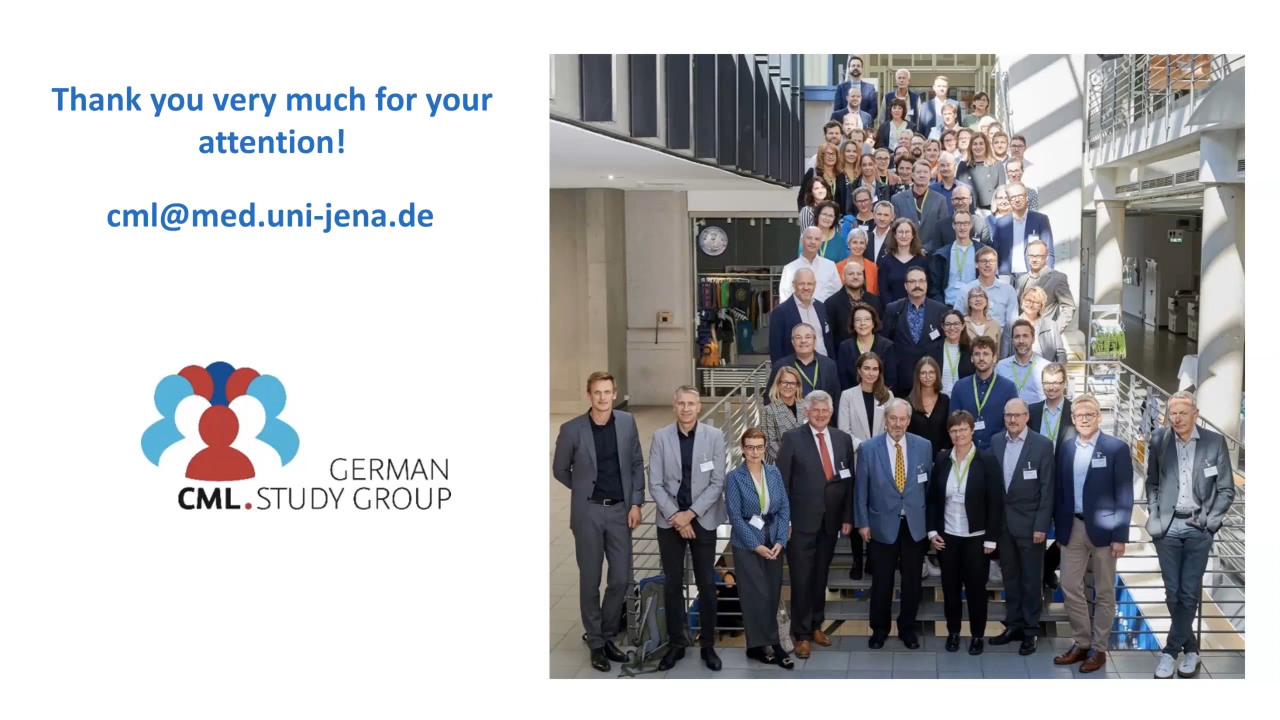 Thank you very much for your
attention!
cml@med.uni-jena.de
GERMAN
CML.STUDY GROUP